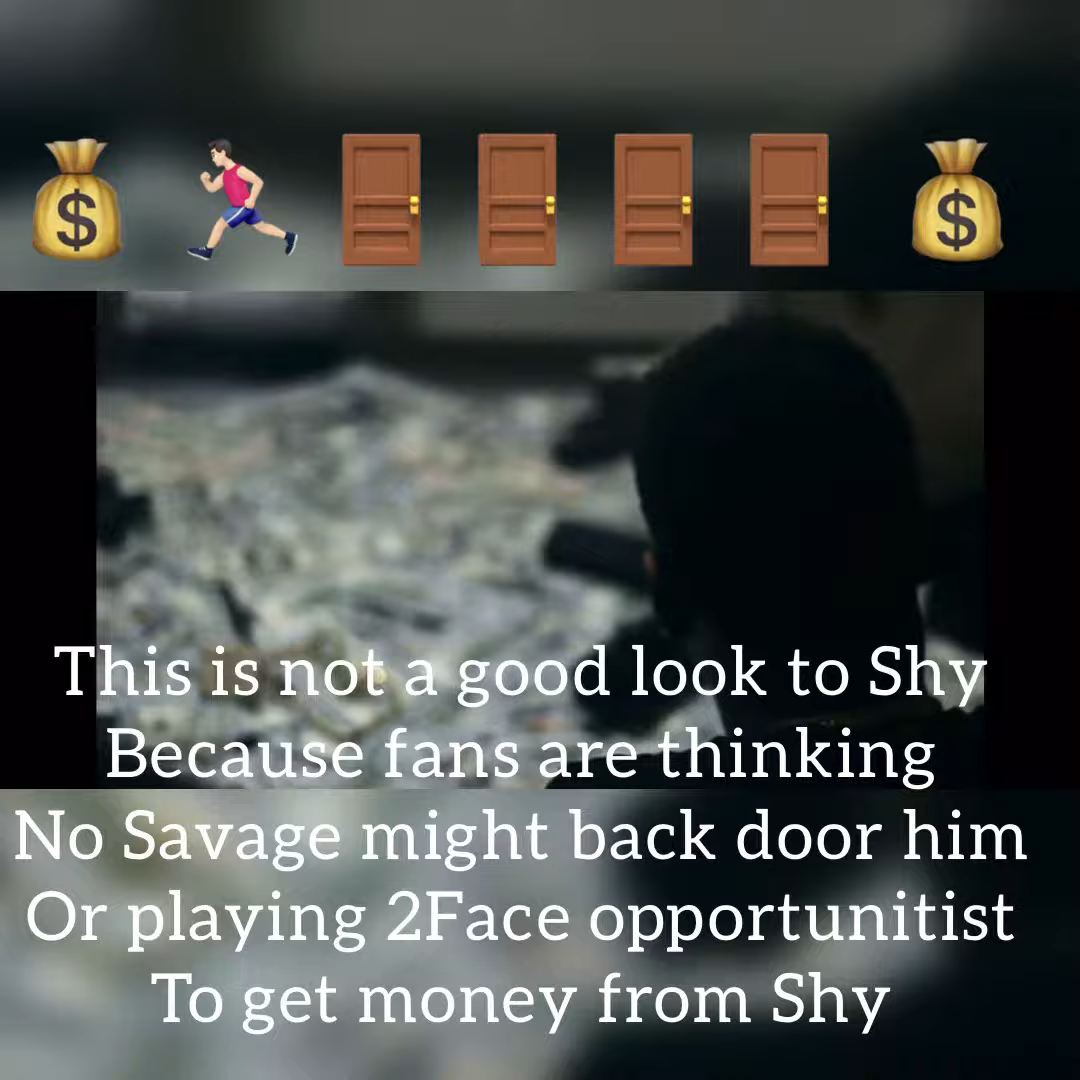 This is not a good look to Shy
Because fans are thinking
No Savage might back door him
Or playing 2Face opportunitist
To get money from Shy